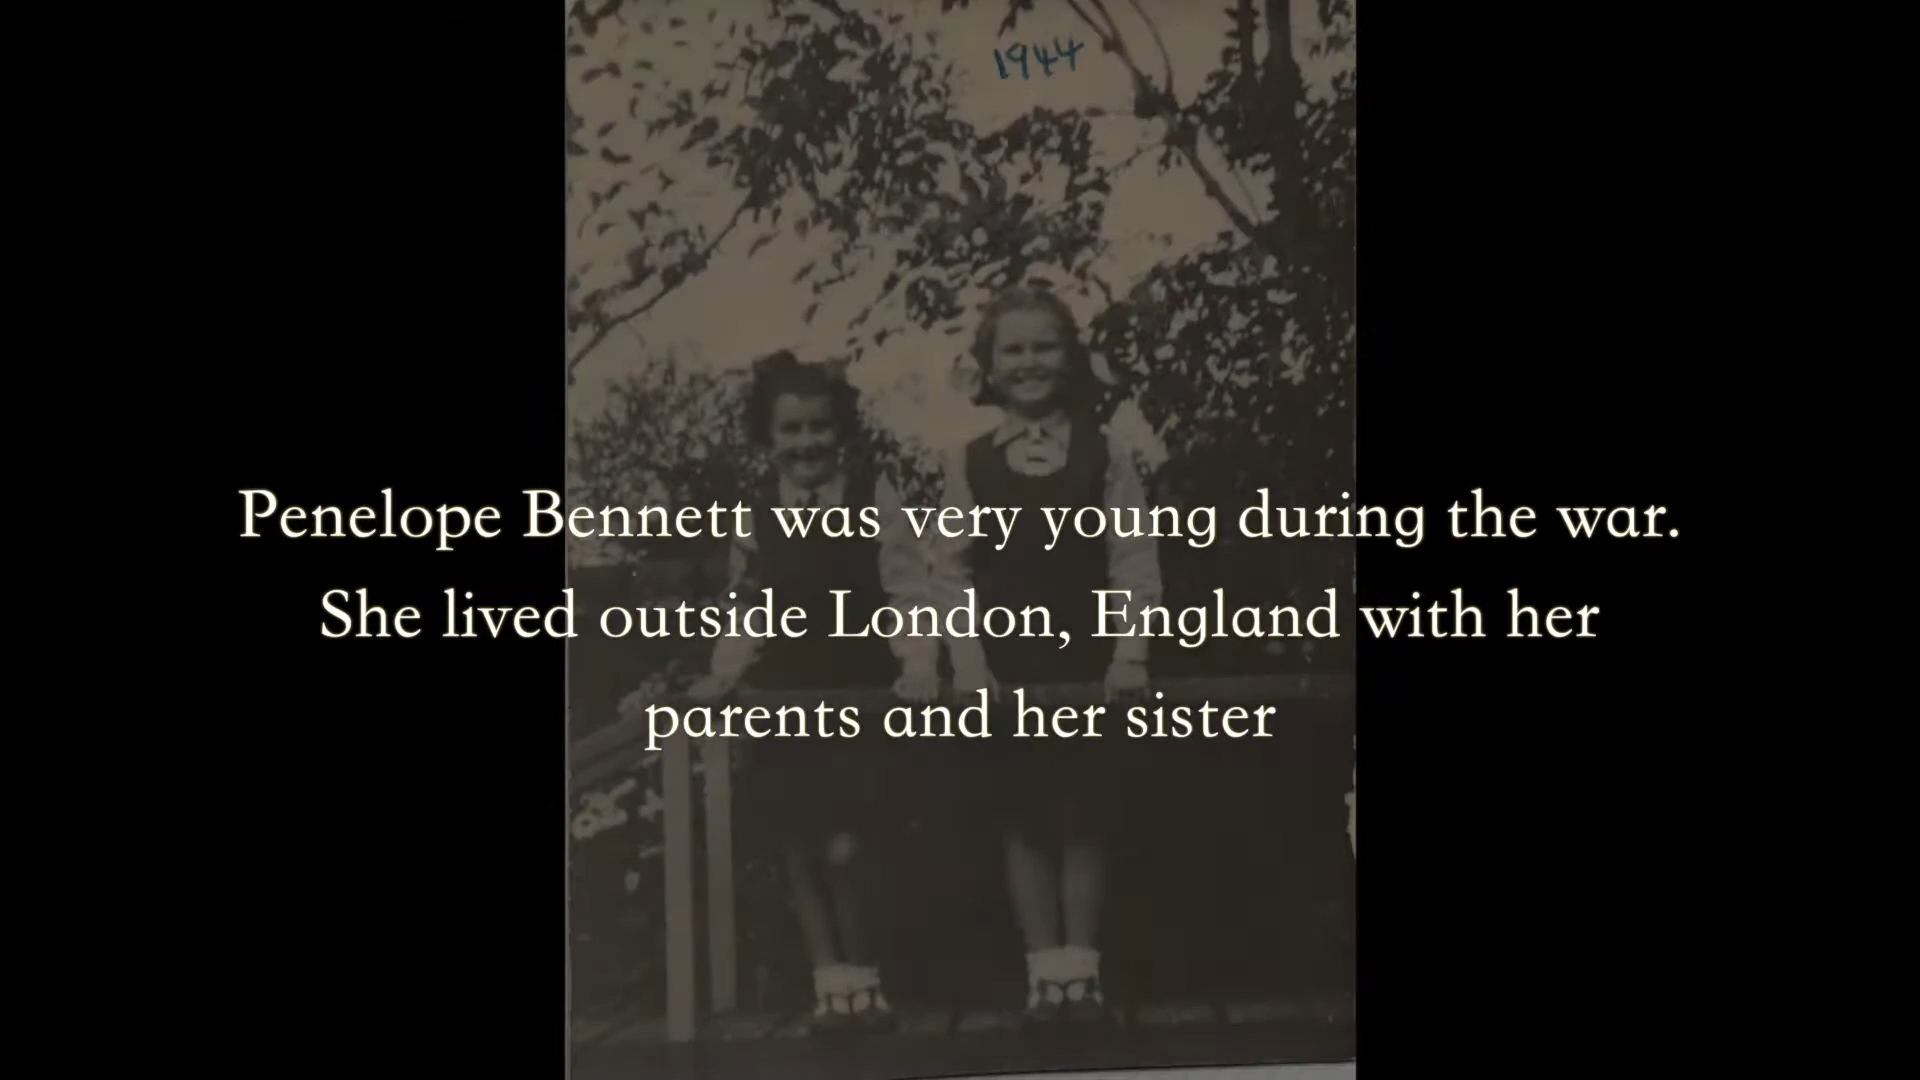 1944
Penelope Bennett was very young during the war.
She lived outside London, England with her
parents and her sister